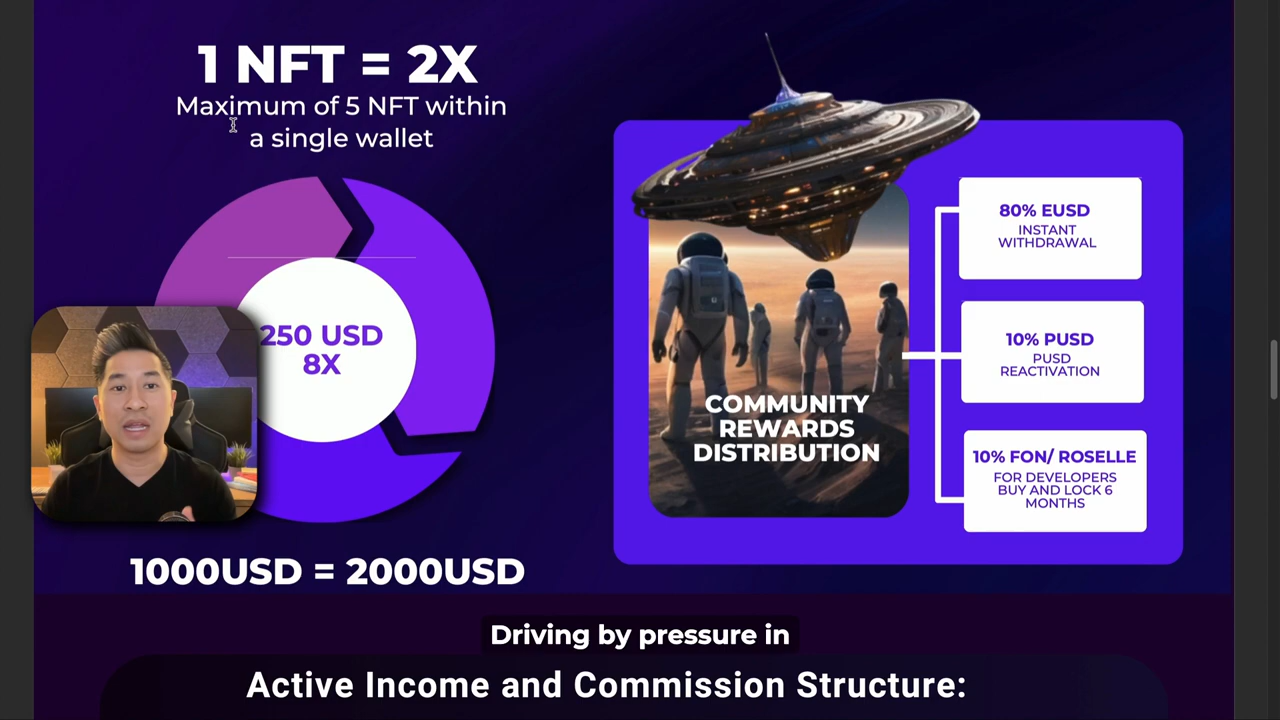 1 NFT = 2X
Maximum of 5 NFT within
a single wallet
250 USD
8X
1000USD = 2000USD
COMMUNITY
REWARDS
DISTRIBUTION
80% EUSD
INSTANT
WITHDRAWAL
10% PUSD
PUSD
REACTIVATION
10% FON/ ROSELLE
FOR DEVELOPERS
BUY AND LOCK 6
MONTHS
Driving by pressure in
Active Income and Commission Structure: